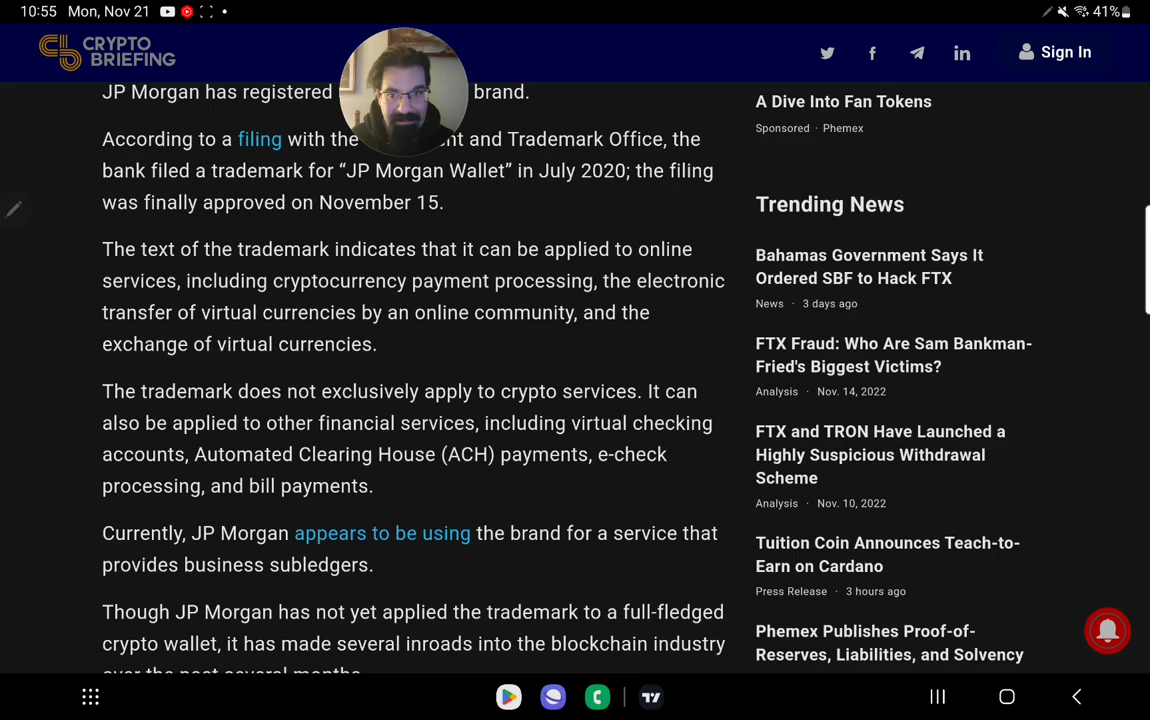 10:55 Mon, Nov 21
41%
CRYPTO
BRIEFING
Sign In
JP Morgan has registered brand.
According to a filing with the and Trademark Office, the
bank filed a trademark for “JP Morgan Wallet” in July 2020; the filing
was finally approved on November 15.
The text of the trademark indicates that it can be applied to online
services, including cryptocurrency payment processing, the electronic
transfer of virtual currencies by an online community, and the
exchange of virtual currencies.
The trademark does not exclusively apply to crypto services. It can
also be applied to other financial services, including virtual checking
accounts, Automated Clearing House (ACH) payments, e-check
processing, and bill payments.
Currently, JP Morgan appears to be using the brand for a service that
provides business subledgers.
Though JP Morgan has not yet applied the trademark to a full-fledged
crypto wallet, it has made several inroads into the blockchain industry
over the past several months.
A Dive Into Fan Tokens
Sponsored · Phemex
Trending News
Bahamas Government Says It
Ordered SBF to Hack FTX
News · 3 days ago
FTX Fraud: Who Are Sam Bankman-
Fried's Biggest Victims?
Analysis · Nov. 14, 2022
FTX and TRON Have Launched a
Highly Suspicious Withdrawal
Scheme
Analysis · Nov. 10, 2022
Tuition Coin Announces Teach-to-
Earn on Cardano
Press Release · 3 hours ago
Phemex Publishes Proof-of-
Reserves, Liabilities, and Solvency